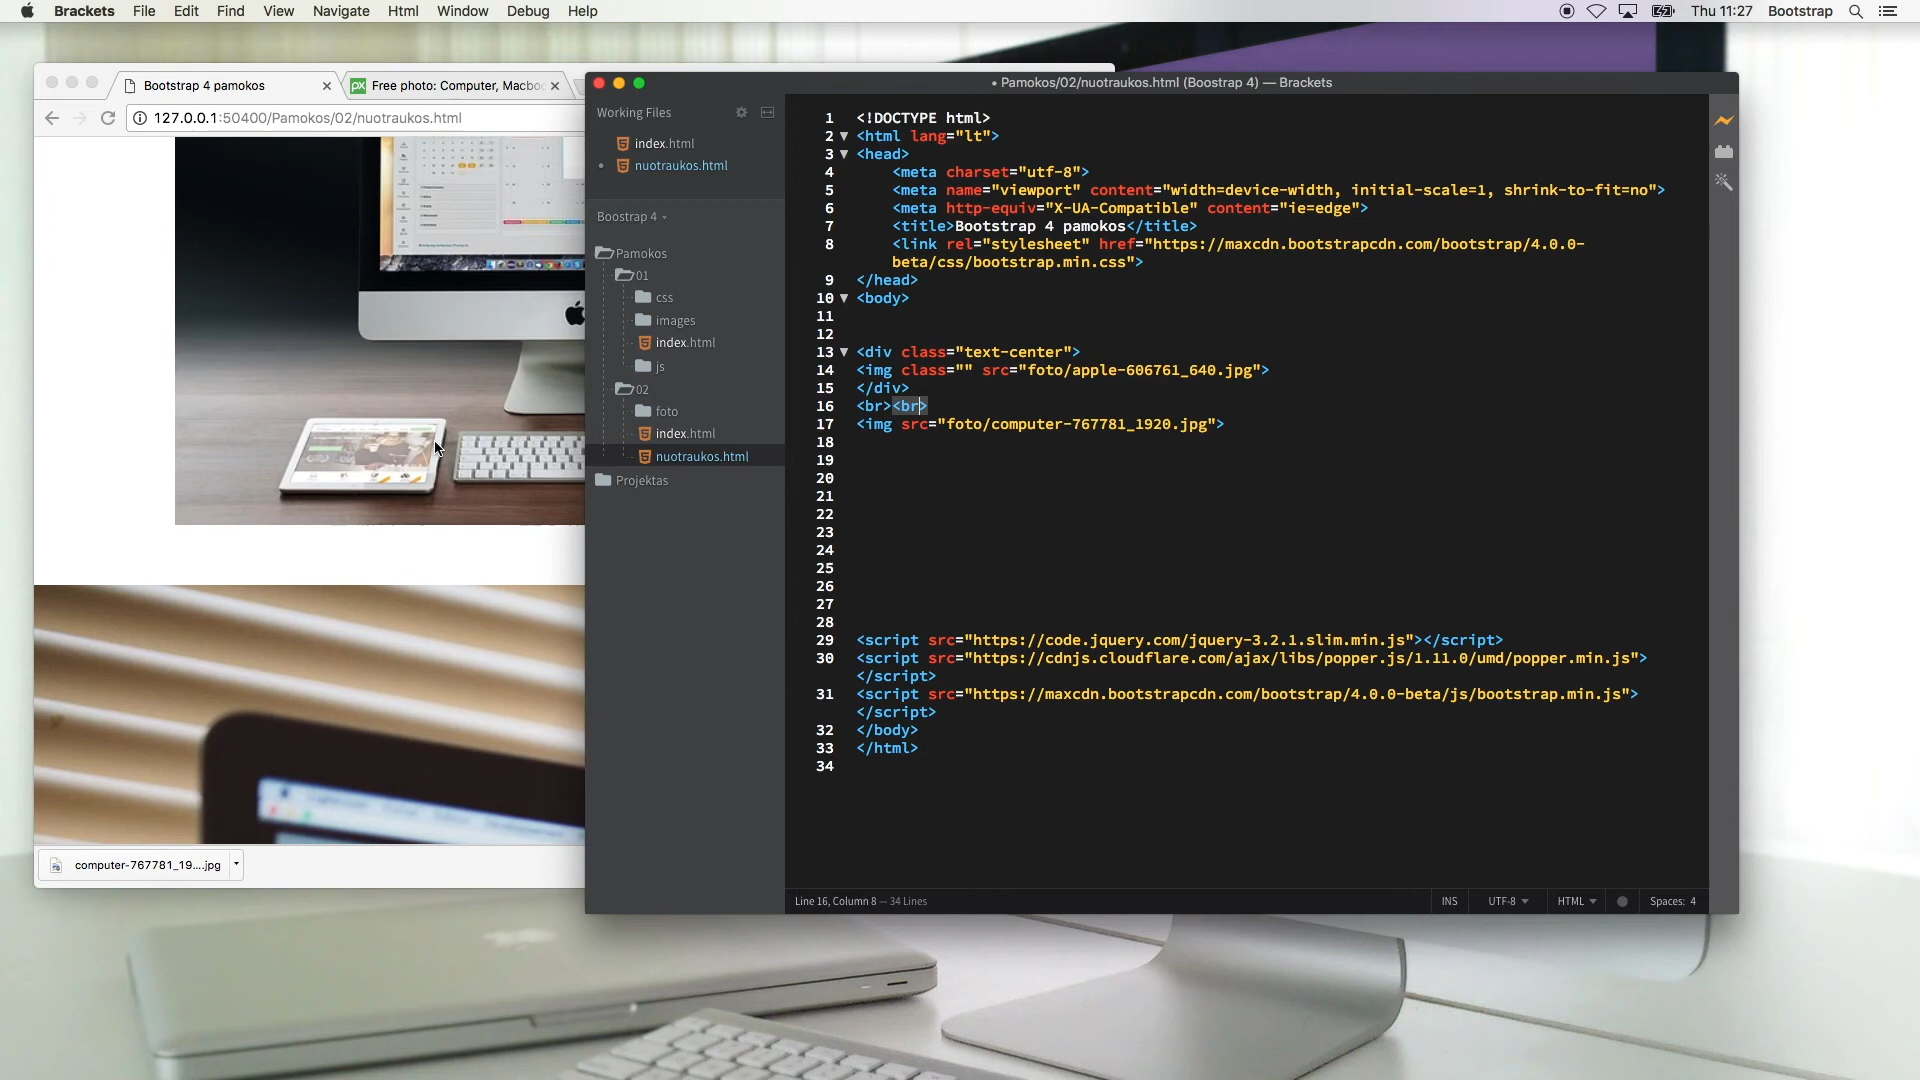 Brackets File Edit Find View Navigate Html Window Debug Help
Thu 11:27 Bootstrap
Bootstrap 4 pamokos
px Free photo: Computer, Macboo
127.0.0.1:50400/Pamokos/02/nuotraukos.html
computer-767781_19....jpg
• Pamokos/02/nuotraukos.html (Boostrap 4) — Brackets
Working Files
index.html
• nuotraukos.html
Boostrap 4
Pamokos
01
css
images
index.html
js
02
foto
index.html
nuotraukos.html
Projektas
1 <!DOCTYPE html>
2 <html lang="lt">
3 <head>
4 <meta charset="utf-8">
5 <meta name="viewport" content="width=device-width, initial-scale=1, shrink-to-fit=no">
6 <meta http-equiv="X-UA-Compatible" content="ie=edge">
7 <title>Bootstrap 4 pamokos</title>
8 <link rel="stylesheet" href="https://maxcdn.bootstrapcdn.com/bootstrap/4.0.0-
beta/css/bootstrap.min.css">
9 </head>
10 <body>
11
12
13 <div class="text-center">
14 <img class="" src="foto/apple-606761_640.jpg">
15 </div>
16 <br><br>
17 <img src="foto/computer-767781_1920.jpg">
18
19
20
21
22
23
24
25
26
27
28
29 <script src="https://code.jquery.com/jquery-3.2.1.slim.min.js"></script>
30 <script src="https://cdnjs.cloudflare.com/ajax/libs/popper.js/1.11.0/umd/popper.min.js">
</script>
31 <script src="https://maxcdn.bootstrapcdn.com/bootstrap/4.0.0-beta/js/bootstrap.min.js">
</script>
32 </body>
33 </html>
34
Line 16, Column 8 — 34 Lines
INS UTF-8 HTML Spaces: 4